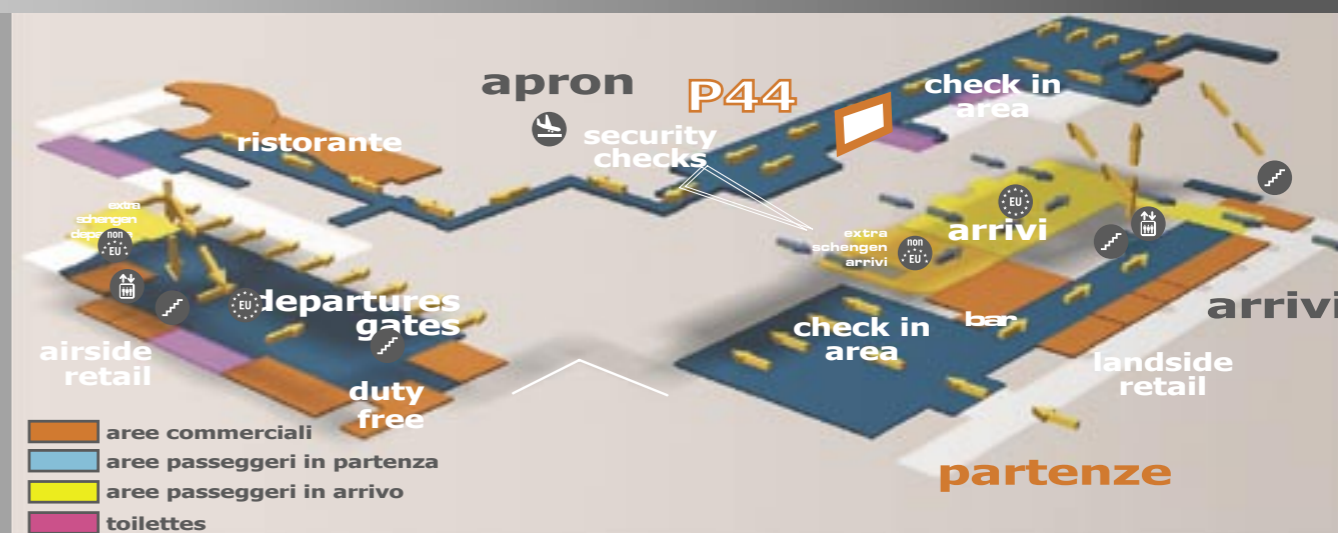 apron
P44
check in
area
ristorante
security
checks
extra
schengen
non
EU
EU
arrivi
extra
schengen
arrivi
non
EU
EU
departures
gates
arrivi
check in
area
bar
airside
retail
landside
retail
duty
free
aree commerciali
aree passeggeri in partenza
aree passeggeri in arrivo
toilettes
partenze